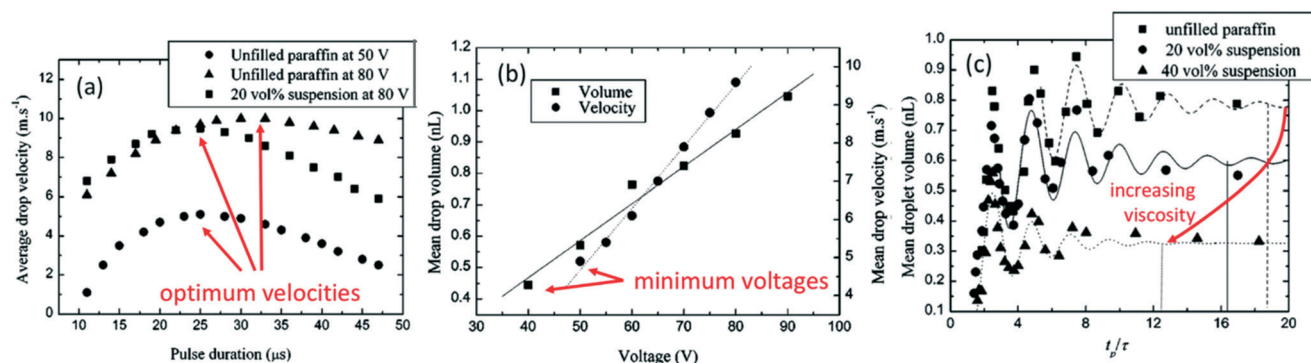 (a)
Unfilled paraffin at 50 V
Unfilled paraffin at 80 V
20 vol% suspension at 80 V
Average drop velocity (m.s⁻¹)
12
10
8
6
4
2
0
optimum velocities
10 15 20 25 30 35 40 45 50
Pulse duration (μs)
(b)
Volume
Velocity
Mean drop volume (nL)
1.2
1.1
1.0
0.9
0.8
0.7
0.6
0.5
0.4
Mean drop velocity (m.s⁻¹)
10
9
8
7
6
5
4
minimum voltages
30 40 50 60 70 80 90 100
Voltage (V)
(c)
unfilled paraffin
20 vol% suspension
40 vol% suspension
Mean droplet volume (nL)
1.0
0.9
0.8
0.7
0.6
0.5
0.4
0.3
0.2
0.1
increasing
viscosity
0 4 8 12 16 20
tₚ/τ